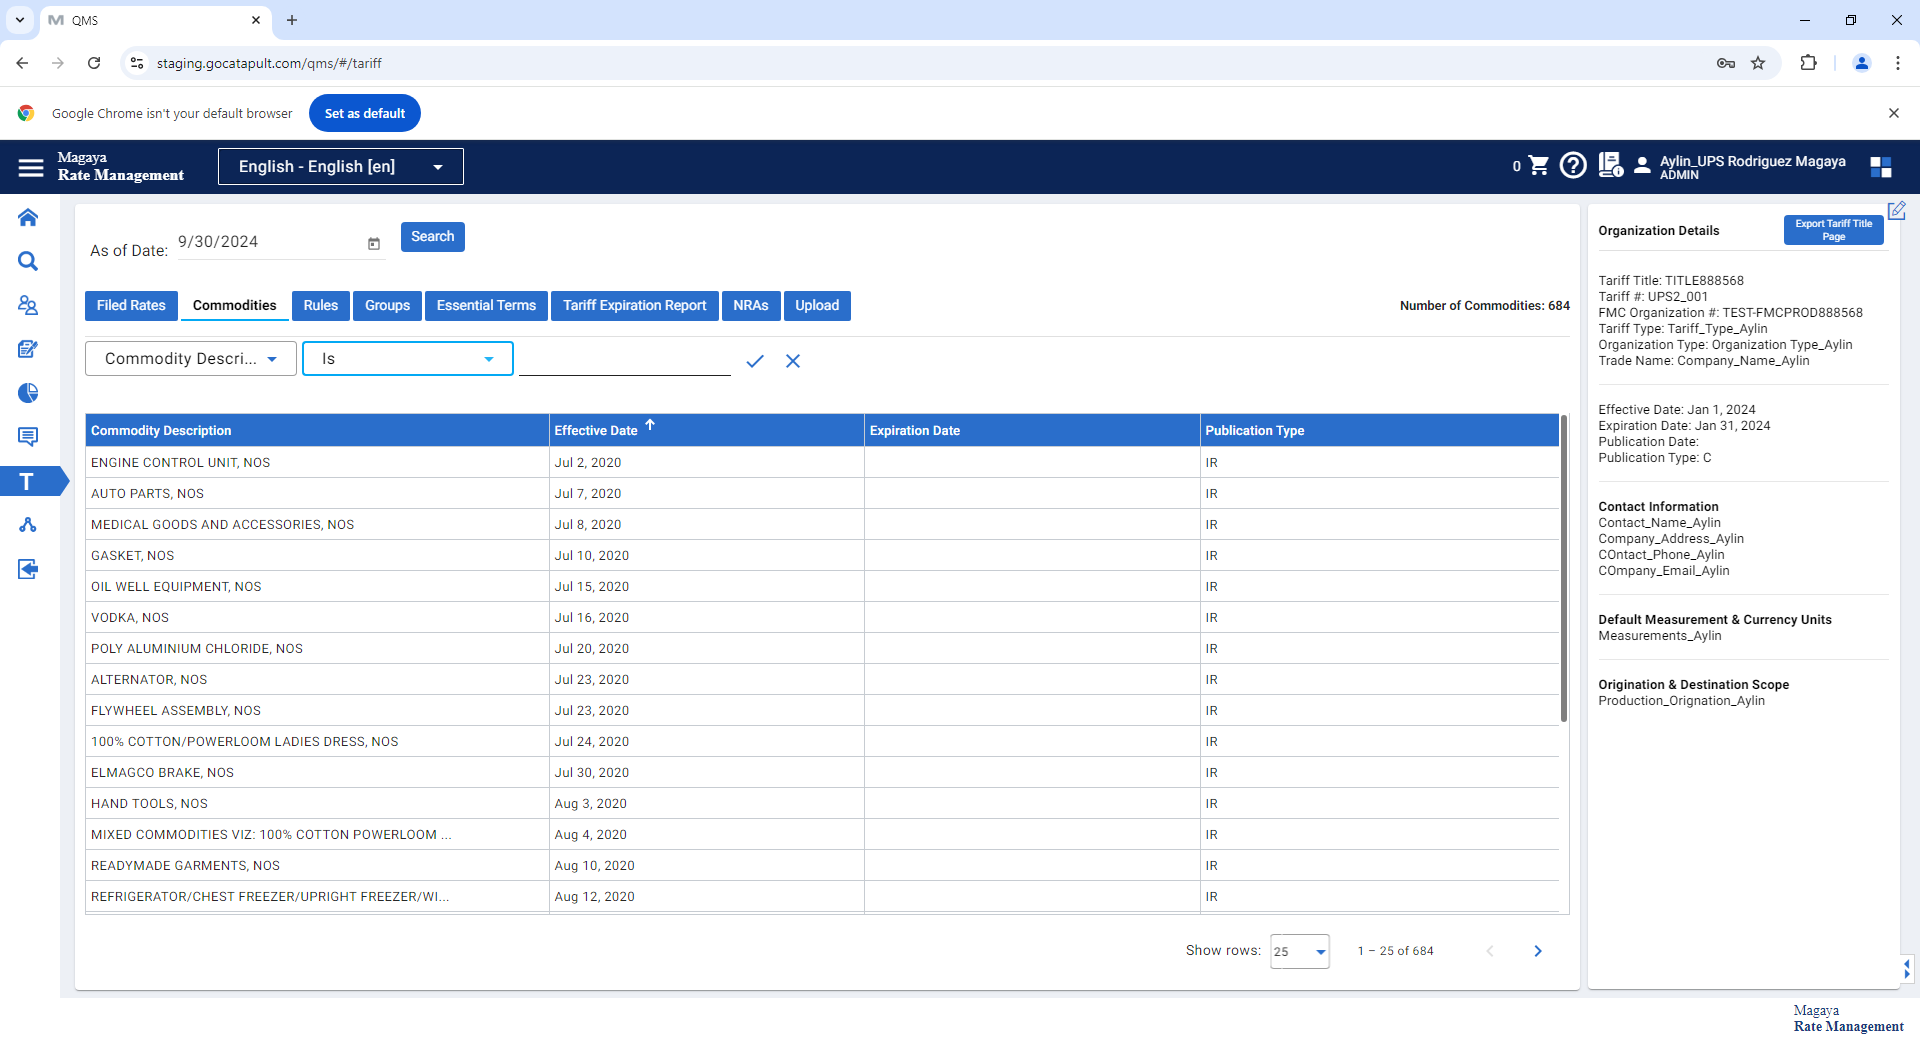 QMS
staging.gocatapult.com/qms/#/tariff
Google Chrome isn't your default browser
Set as default
Magaya
Rate Management
English - English [en]
0
Aylin_UPS Rodriguez Magaya
ADMIN
As of Date:
9/30/2024
Search
Filed Rates
Commodities
Rules
Groups
Essential Terms
Tariff Expiration Report
NRAs
Upload
Number of Commodities: 684
Commodity Descri...
Is
Commodity Description
Effective Date
Expiration Date
Publication Type
ENGINE CONTROL UNIT, NOS
Jul 2, 2020
IR
AUTO PARTS, NOS
Jul 7, 2020
IR
MEDICAL GOODS AND ACCESSORIES, NOS
Jul 8, 2020
IR
GASKET, NOS
Jul 10, 2020
IR
OIL WELL EQUIPMENT, NOS
Jul 15, 2020
IR
VODKA, NOS
Jul 16, 2020
IR
POLY ALUMINIUM CHLORIDE, NOS
Jul 20, 2020
IR
ALTERNATOR, NOS
Jul 23, 2020
IR
FLYWHEEL ASSEMBLY, NOS
Jul 23, 2020
IR
100% COTTON/POWERLOOM LADIES DRESS, NOS
Jul 24, 2020
IR
ELMAGCO BRAKE, NOS
Jul 30, 2020
IR
HAND TOOLS, NOS
Aug 3, 2020
IR
MIXED COMMODITIES VIZ: 100% COTTON POWERLOOM ...
Aug 4, 2020
IR
READYMADE GARMENTS, NOS
Aug 10, 2020
IR
REFRIGERATOR/CHEST FREEZER/UPRIGHT FREEZER/WI...
Aug 12, 2020
IR
Show rows:
25
1 – 25 of 684
Organization Details
Export Tariff Title
Page
Tariff Title: TITLE888568
Tariff #: UPS2_001
FMC Organization #: TEST-FMCPROD888568
Tariff Type: Tariff_Type_Aylin
Organization Type: Organization Type_Aylin
Trade Name: Company_Name_Aylin
Effective Date: Jan 1, 2024
Expiration Date: Jan 31, 2024
Publication Date:
Publication Type: C
Contact Information
Contact_Name_Aylin
Company_Address_Aylin
COntact_Phone_Aylin
COmpany_Email_Aylin
Default Measurement & Currency Units
Measurements_Aylin
Origination & Destination Scope
Production_Orignation_Aylin
Magaya
Rate Management